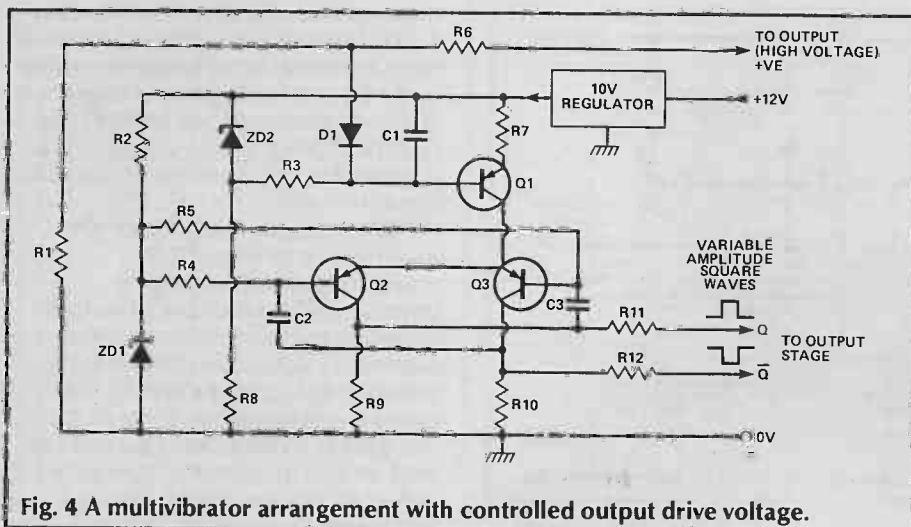 R6
TO OUTPUT
(HIGH VOLTAGE)
+VE
10V
REGULATOR
+12V
R2
ZD2
D1
C1
R7
R3
Q1
R1
R5
R4
Q2
Q3
C3
C2
VARIABLE
AMPLITUDE
SQUARE
WAVES
R11
Q
TO OUTPUT
STAGE
R12
Q̅
ZD1
R8
R9
R10
0V
Fig. 4 A multivibrator arrangement with controlled output drive voltage.